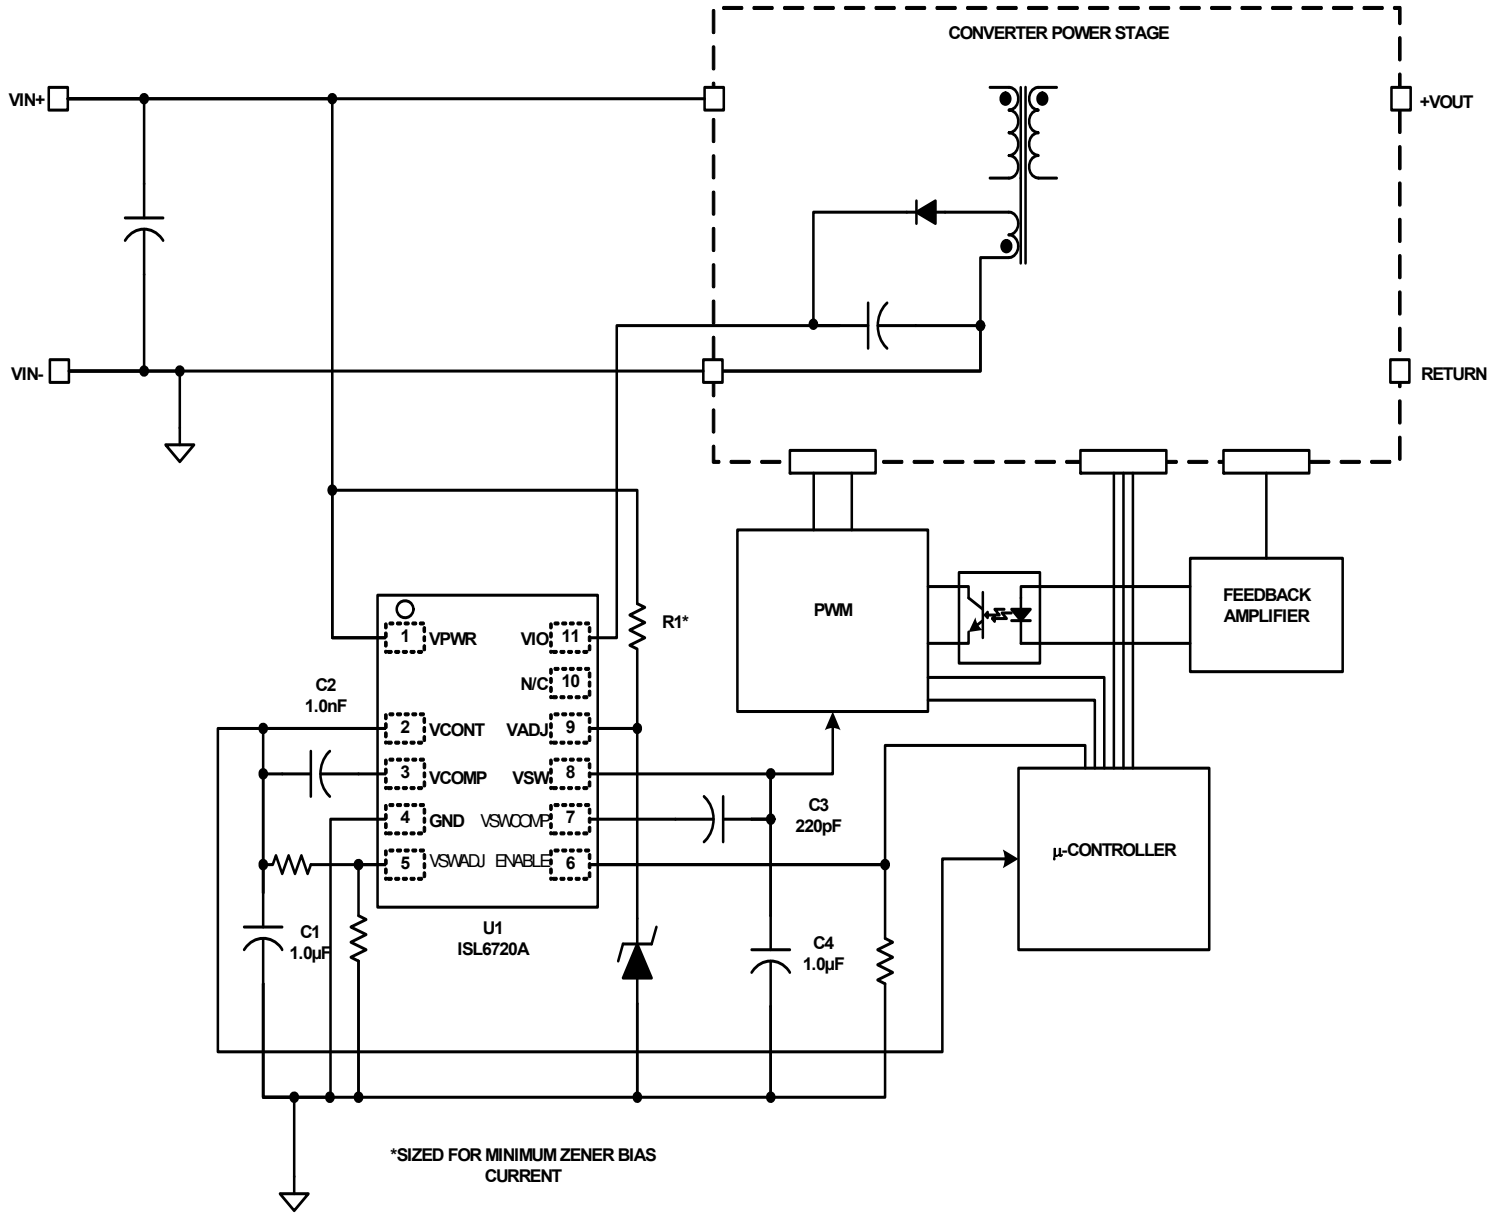 CONVERTER POWER STAGE
VIN+
+VOUT
VIN-
RETURN
PWM
FEEDBACK
AMPLIFIER
R1*
1 VPWR
VIO 11
N/C 10
C2
1.0nF
2 VCONT
VADJ 9
3 VCOMP
VSW 8
4 GND
VSWCOMP 7
5 VSWADJ
ENABLE 6
C3
220pF
µ-CONTROLLER
U1
ISL6720A
C1
1.0µF
C4
1.0µF
*SIZED FOR MINIMUM ZENER BIAS
CURRENT